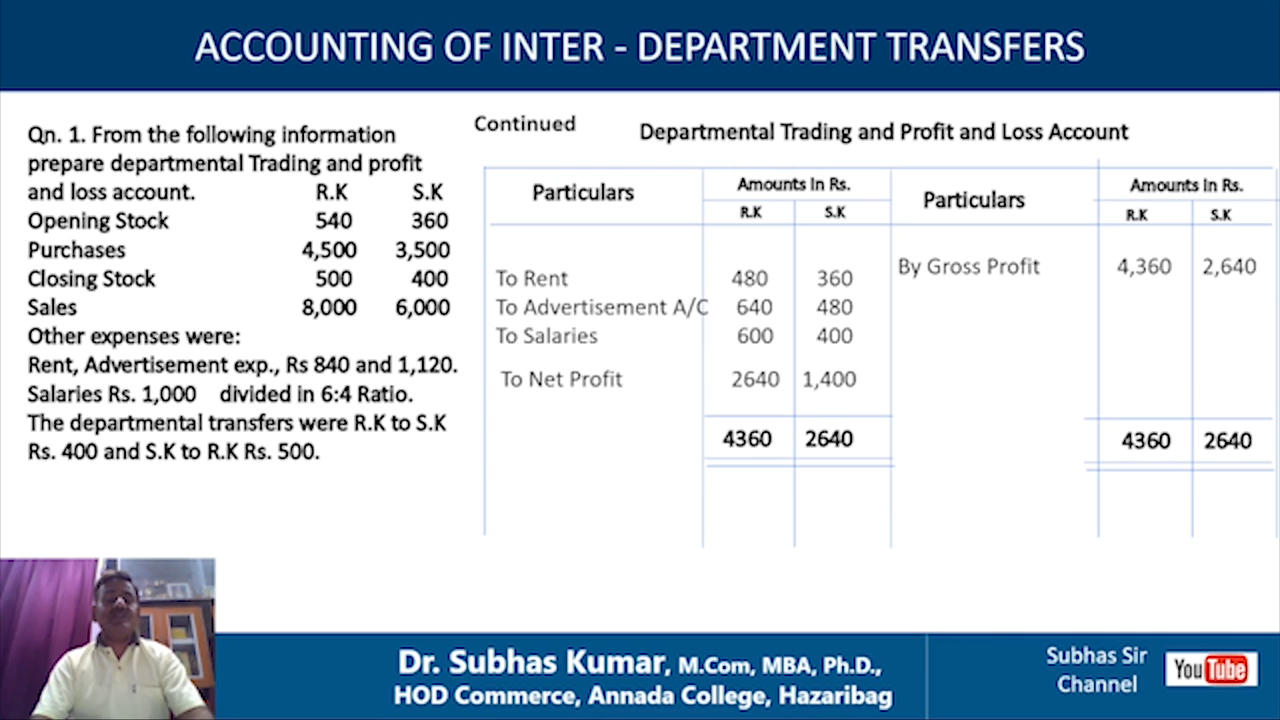 ACCOUNTING OF INTER - DEPARTMENT TRANSFERS
Qn. 1. From the following information
prepare departmental Trading and profit
and loss account. R.K S.K
Opening Stock 540 360
Purchases 4,500 3,500
Closing Stock 500 400
Sales 8,000 6,000
Other expenses were:
Rent, Advertisement exp., Rs 840 and 1,120.
Salaries Rs. 1,000 divided in 6:4 Ratio.
The departmental transfers were R.K to S.K
Rs. 400 and S.K to R.K Rs. 500.
Continued
Departmental Trading and Profit and Loss Account
Particulars Amounts In Rs. Particulars Amounts In Rs.
R.K S.K R.K S.K
By Gross Profit 4,360 2,640
To Rent 480 360
To Advertisement A/C 640 480
To Salaries 600 400
To Net Profit 2640 1,400
4360 2640 4360 2640
Dr. Subhas Kumar, M.Com, MBA, Ph.D.,
HOD Commerce, Annada College, Hazaribag
Subhas Sir
Channel
YouTube